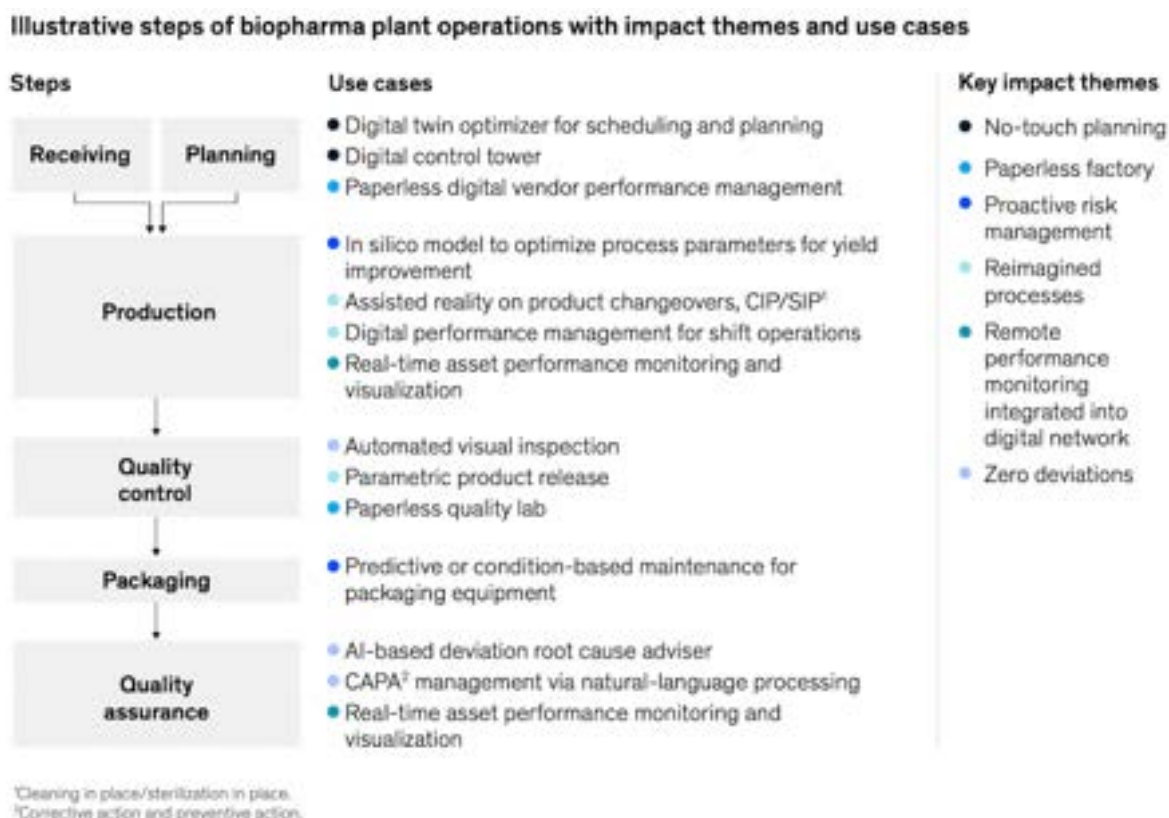 Illustrative steps of biopharma plant operations with impact themes and use cases
Steps
Receiving
Planning
Production
Quality
control
Packaging
Quality
assurance
Use cases
Digital twin optimizer for scheduling and planning
Digital control tower
Paperless digital vendor performance management
In silico model to optimize process parameters for yield
improvement
Assisted reality on product changeovers, CIP/SIP¹
Digital performance management for shift operations
Real-time asset performance monitoring and
visualization
Automated visual inspection
Parametric product release
Paperless quality lab
Predictive or condition-based maintenance for
packaging equipment
AI-based deviation root cause adviser
CAPA² management via natural-language processing
Real-time asset performance monitoring and
visualization
Key impact themes
No-touch planning
Paperless factory
Proactive risk
management
Reimagined
processes
Remote
performance
monitoring
integrated into
digital network
Zero deviations
¹Cleaning in place/sterilization in place.
²Corrective action and preventive action.